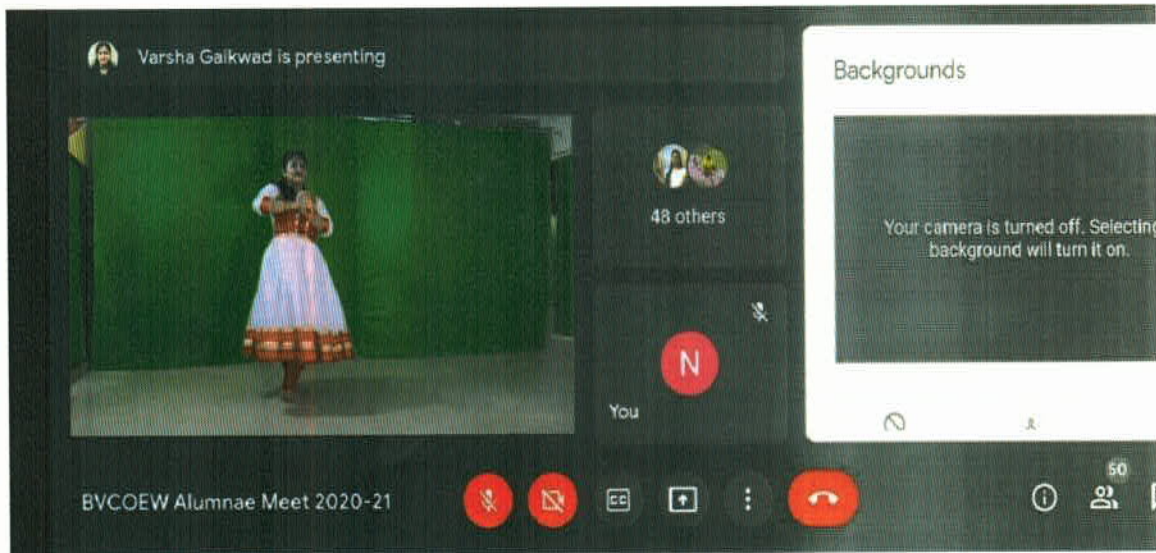 Varsha Gaikwad is presenting
Backgrounds
48 others
Your camera is turned off. Selecting
background will turn it on.
N
You
BVCOEW Alumnae Meet 2020-21
CC
50